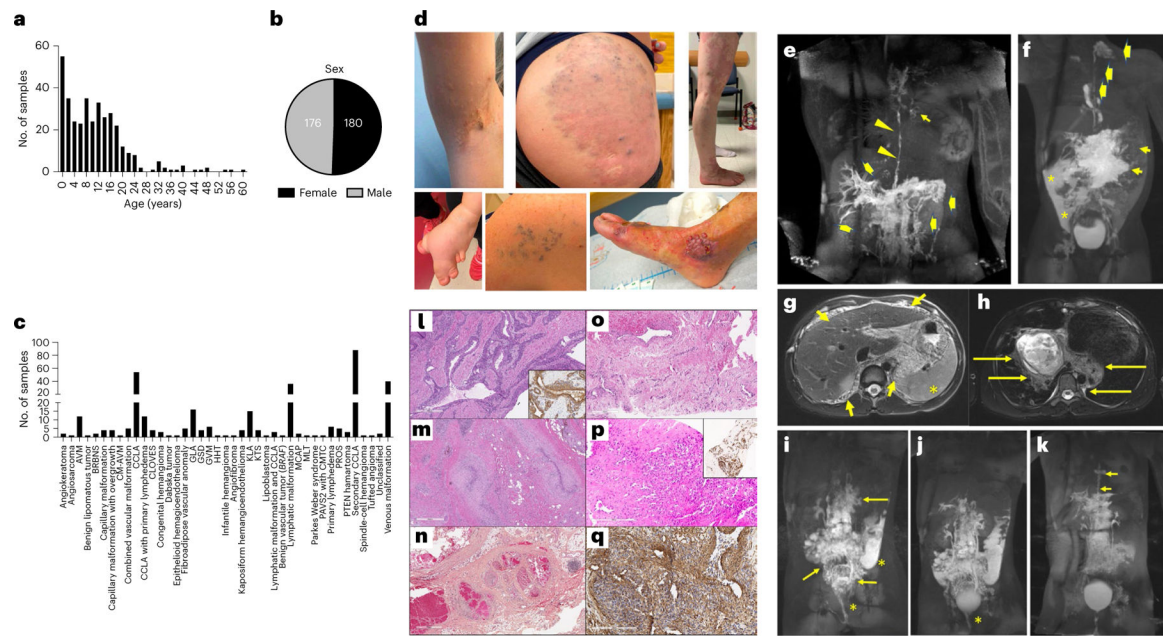 a
60
40
20
0
No. of samples
0
4
8
12
16
20
24
28
32
36
40
44
48
52
56
60
Age (years)
b
Sex
176
180
Female
Male
c
100
80
60
40
20
20
15
10
5
0
No. of samples
Angiokeratoma
Angiosarcoma
AVM
Benign lipomatous tumor
BRBNS
Capillary malformation
Capillary malformation with overgrowth
CM-AVM
Combined vascular malformation
CCLA
CCLA with primary lymphedema
CLOVES
Congenital hemangioma
Dabska tumor
Epithelioid hemagioendothelioma
Fibroadipose vascular anomaly
GLA
GSD
GVM
HHT
Infantile hemangioma
Angiofibroma
Kaposiform hemangioendothelioma
KLA
KTS
Lipoblastoma
Lymphatic malformation and CCLA
Benign vascular tumor (BRAF)
Lymphatic malformation
MCAP
MLT
Parkes Weber syndrome
PAVS2 with CMTC
Primary lymphedema
PROS
PTEN hamartoma
Secondary CCLA
Spindle-cell hemangioma
Tufted angioma
Unclassified
Venous malformation
d
e
f
g
h
i
j
k
l
o
m
p
n
q